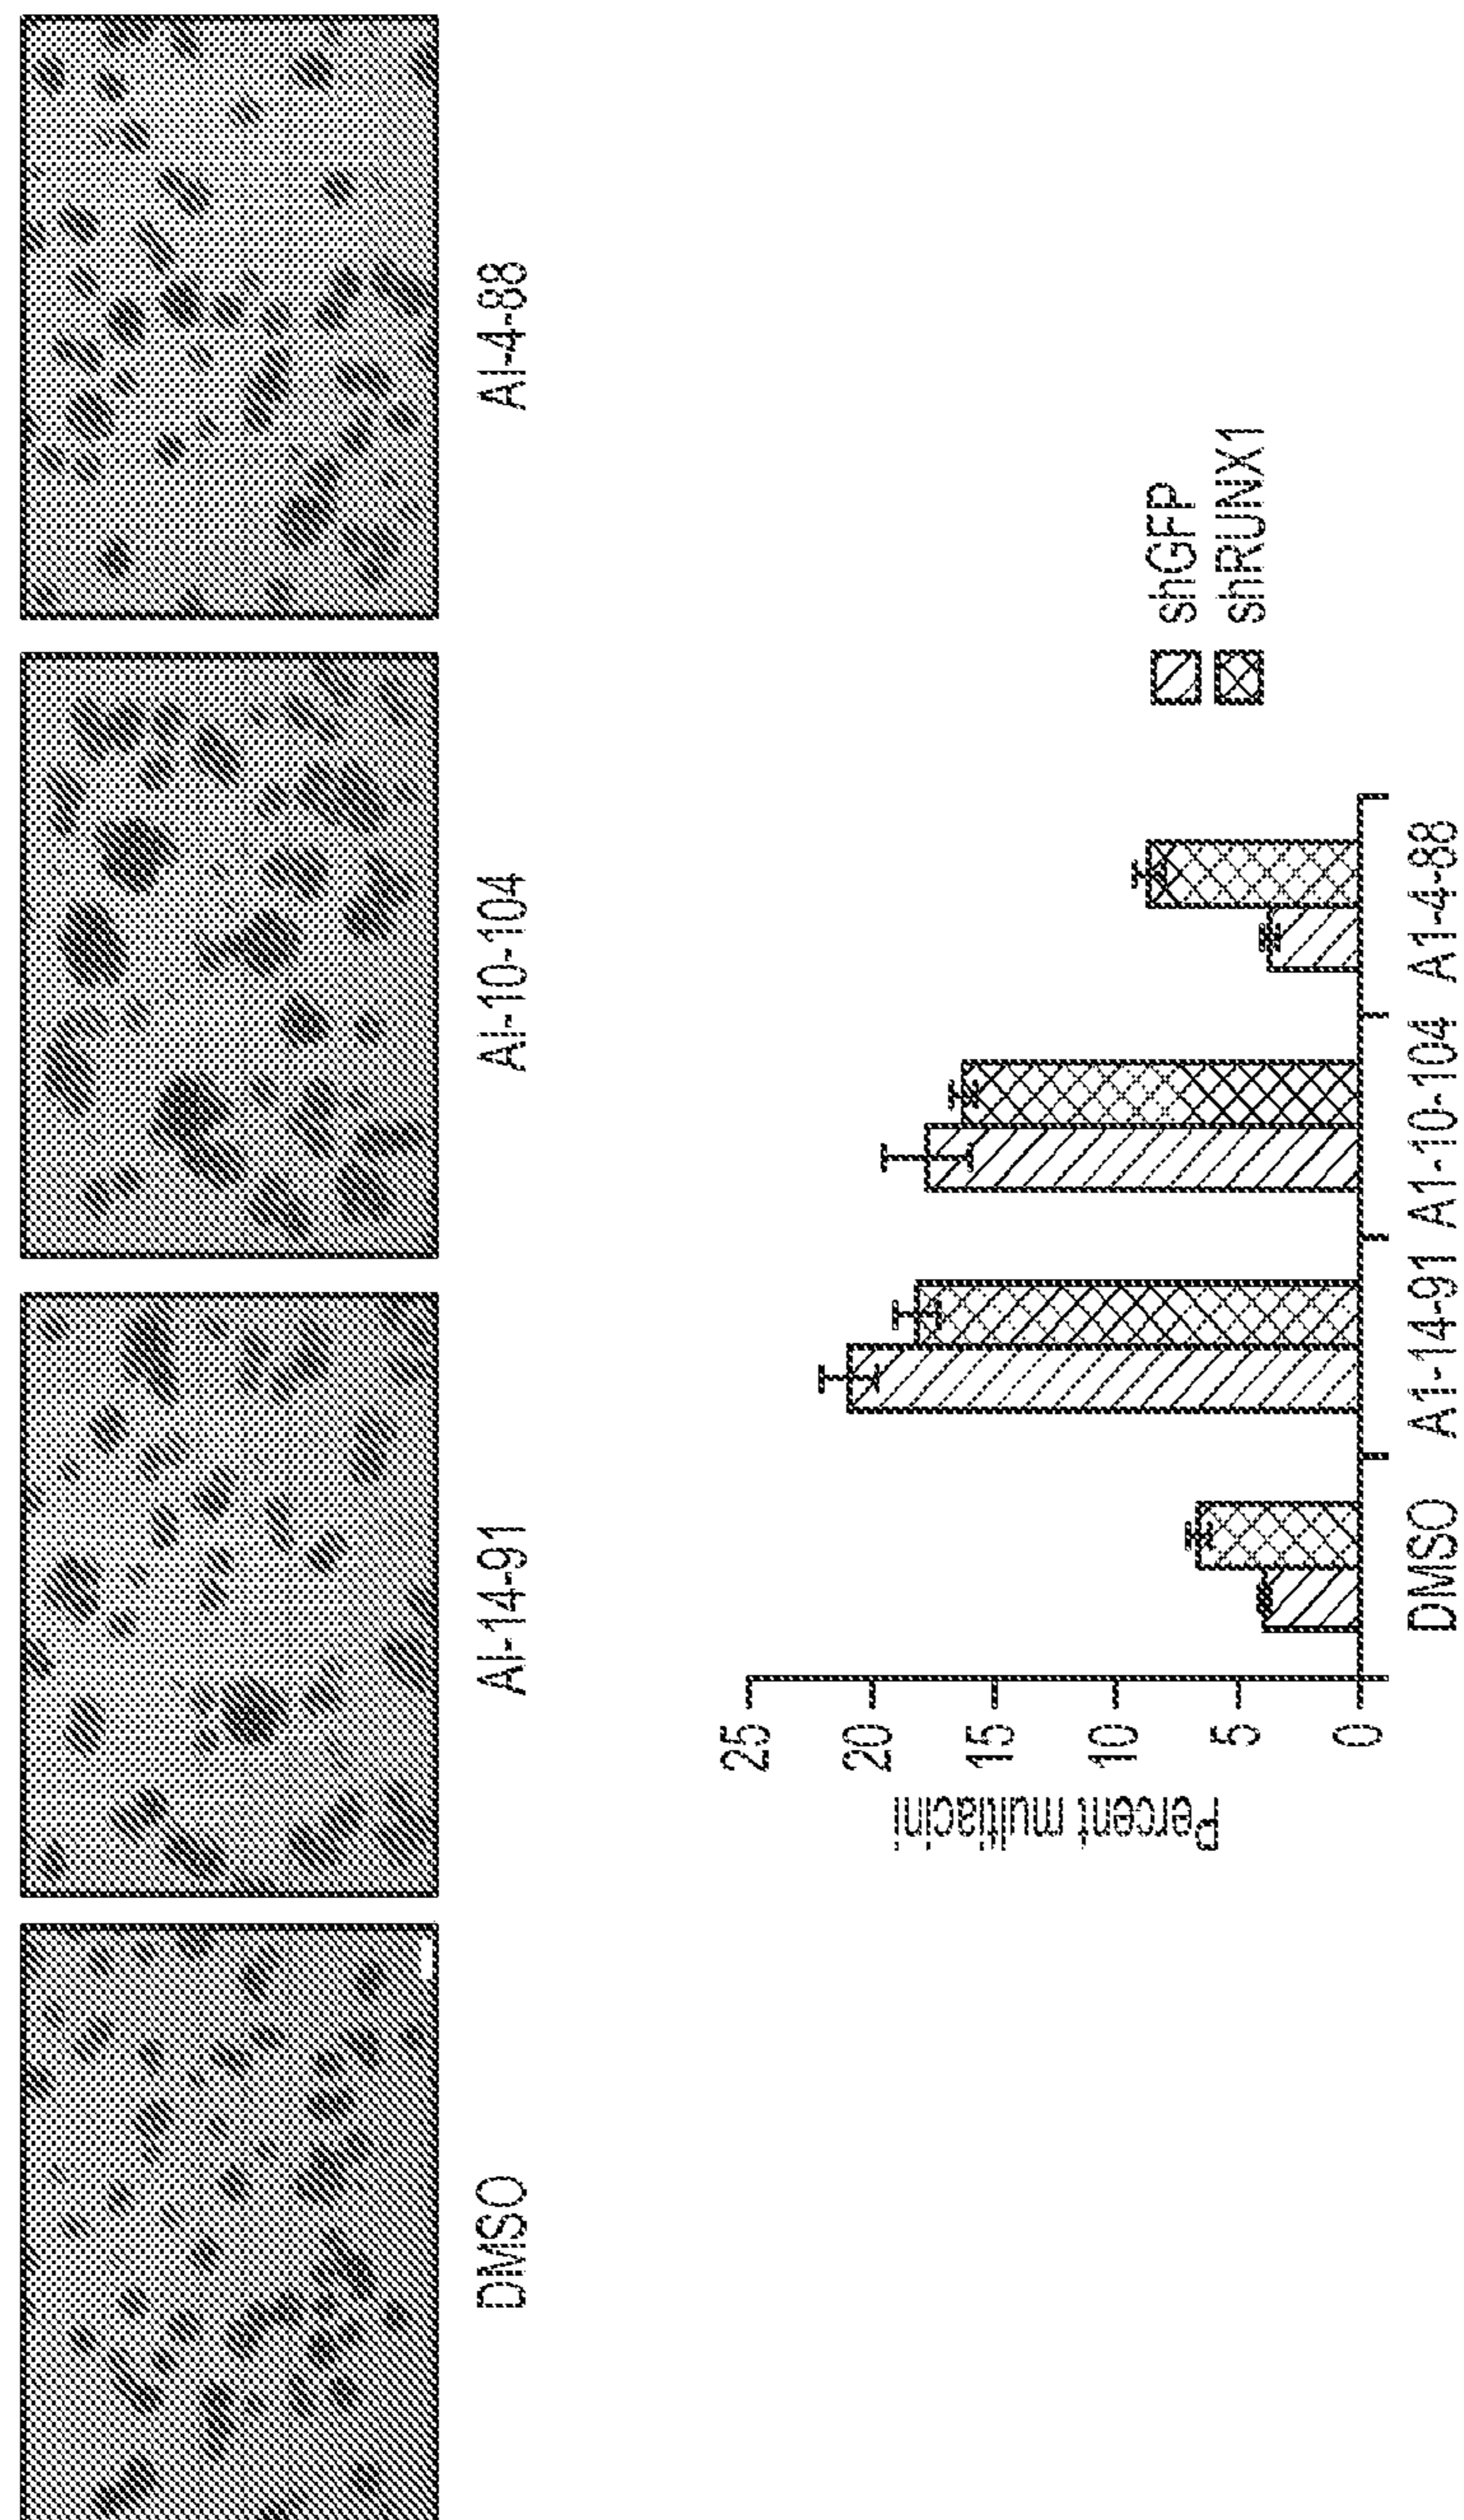 DMSO
AI-14-91
AI-10-104
AI-4-88
Percent multiacini
25
20
15
10
5
0
shGFP
shRUNX1
DMSO
A1-14-91
A1-10-104
A1-4-88